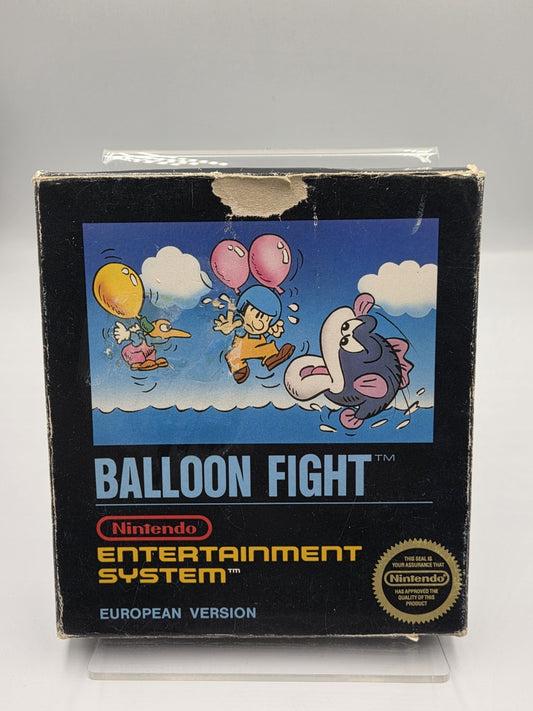 BALLOON FIGHT™
Nintendo
ENTERTAINMENT
SYSTEM™
EUROPEAN VERSION
THIS SEAL IS
YOUR ASSURANCE THAT
Nintendo
HAS APPROVED THE
QUALITY OF THIS
PRODUCT